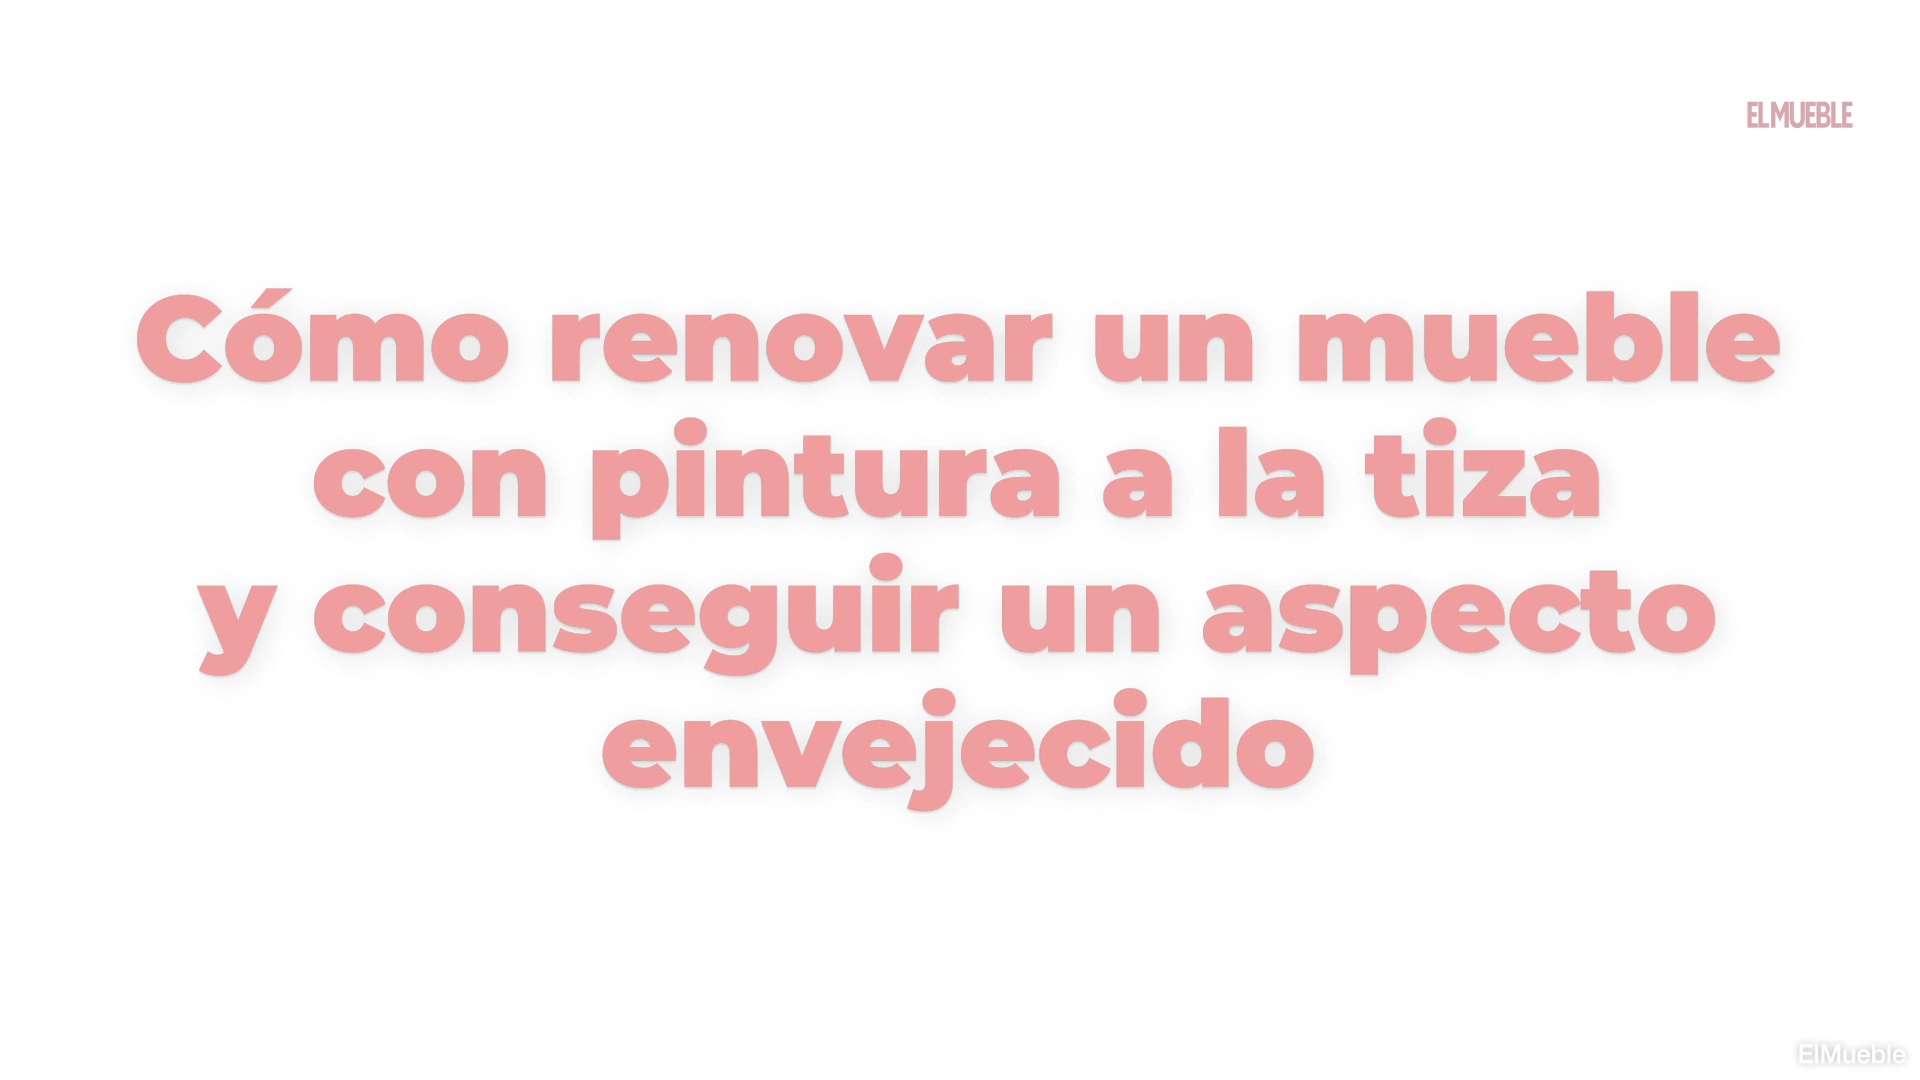 ELMUEBLE
Cómo renovar un mueble
con pintura a la tiza
y conseguir un aspecto
envejecido
ElMueble